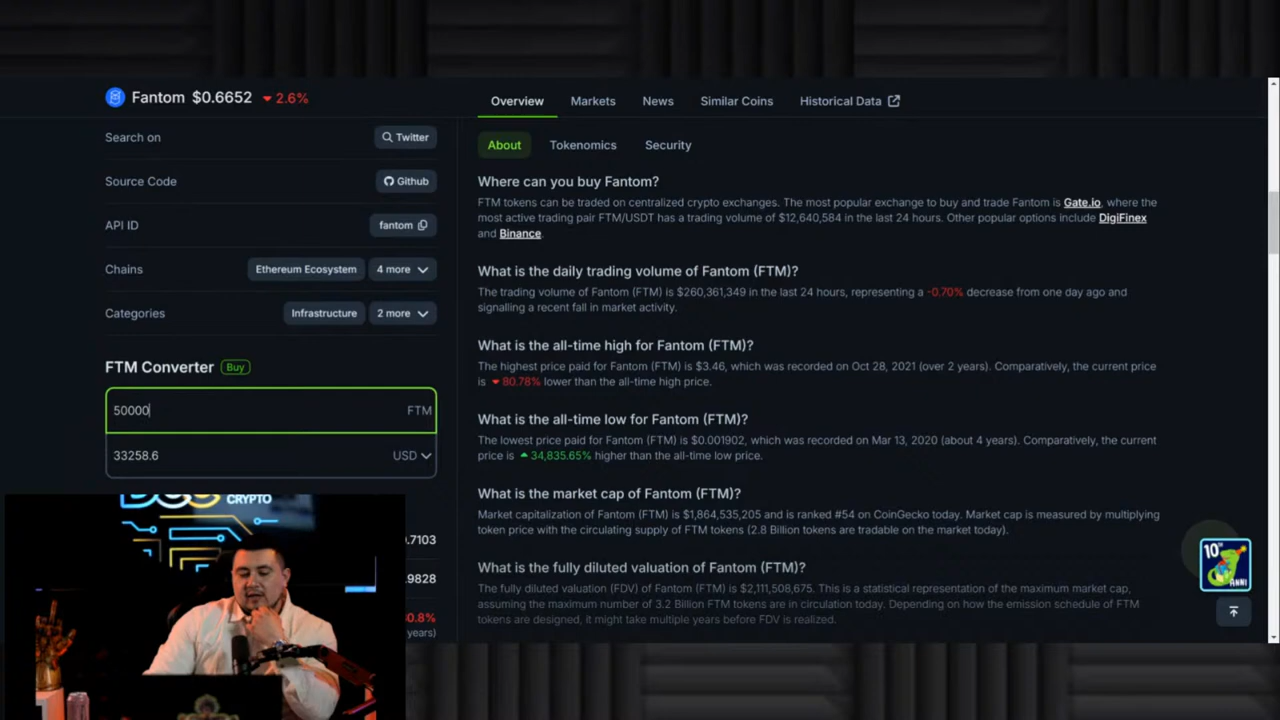 Fantom $0.6652 2.6%
Overview Markets News Similar Coins Historical Data
Search on Twitter
Source Code Github
API ID fantom
Chains Ethereum Ecosystem 4 more
Categories Infrastructure 2 more
FTM Converter Buy
50000 FTM
33258.6 USD
About Tokenomics Security
Where can you buy Fantom?
FTM tokens can be traded on centralized crypto exchanges. The most popular exchange to buy and trade Fantom is Gate.io, where the
most active trading pair FTM/USDT has a trading volume of $12,640,584 in the last 24 hours. Other popular options include DigiFinex
and Binance.
What is the daily trading volume of Fantom (FTM)?
The trading volume of Fantom (FTM) is $260,361,349 in the last 24 hours, representing a -0.70% decrease from one day ago and
signalling a recent fall in market activity.
What is the all-time high for Fantom (FTM)?
The highest price paid for Fantom (FTM) is $3.46, which was recorded on Oct 28, 2021 (over 2 years). Comparatively, the current price
is 80.78% lower than the all-time high price.
What is the all-time low for Fantom (FTM)?
The lowest price paid for Fantom (FTM) is $0.001902, which was recorded on Mar 13, 2020 (about 4 years). Comparatively, the current
price is 34,835.65% higher than the all-time low price.
What is the market cap of Fantom (FTM)?
Market capitalization of Fantom (FTM) is $1,864,535,205 and is ranked #54 on CoinGecko today. Market cap is measured by multiplying
token price with the circulating supply of FTM tokens (2.8 Billion tokens are tradable on the market today).
What is the fully diluted valuation of Fantom (FTM)?
The fully diluted valuation (FDV) of Fantom (FTM) is $2,111,508,675. This is a statistical representation of the maximum market cap,
assuming the maximum number of 3.2 Billion FTM tokens are in circulation today. Depending on how the emission schedule of FTM
tokens are designed, it might take multiple years before FDV is realized.
CRYPTO
.7103
.9828
0.8%
years)
10TH
ANNI